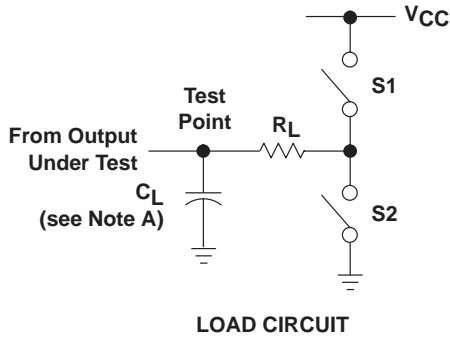 VCC
S1
Test
Point
RL
From Output
Under Test
CL
(see Note A)
S2
LOAD CIRCUIT